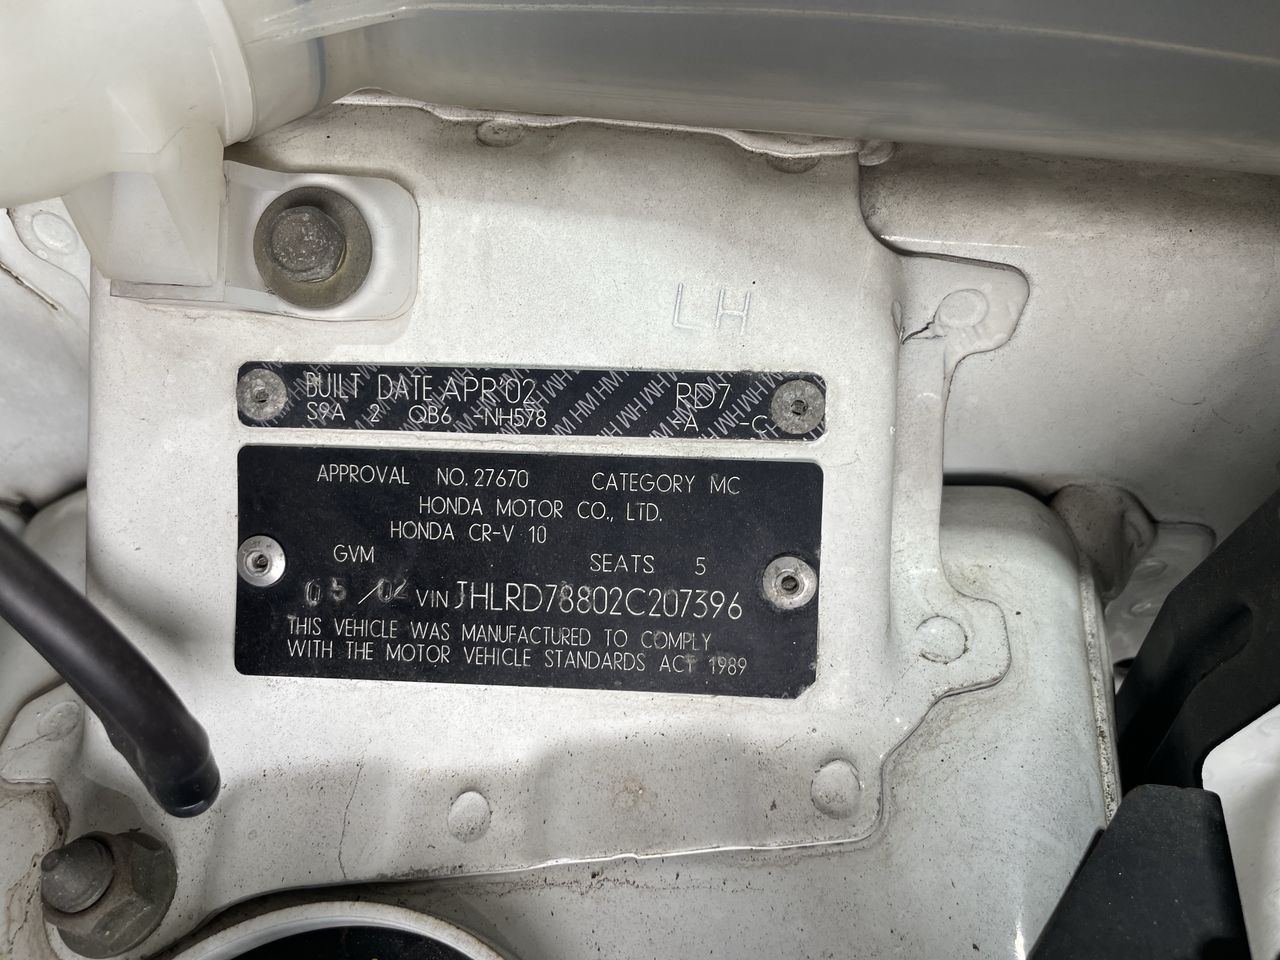 LH
BUILT DATE APR'02 RD7
S9A 2 QB6 -NH578 -A -C
APPROVAL NO. 27670 CATEGORY MC
HONDA MOTOR CO., LTD.
HONDA CR-V 10
GVM SEATS 5
05/02 VIN JHLRD78802C207396
THIS VEHICLE WAS MANUFACTURED TO COMPLY
WITH THE MOTOR VEHICLE STANDARDS ACT 1989